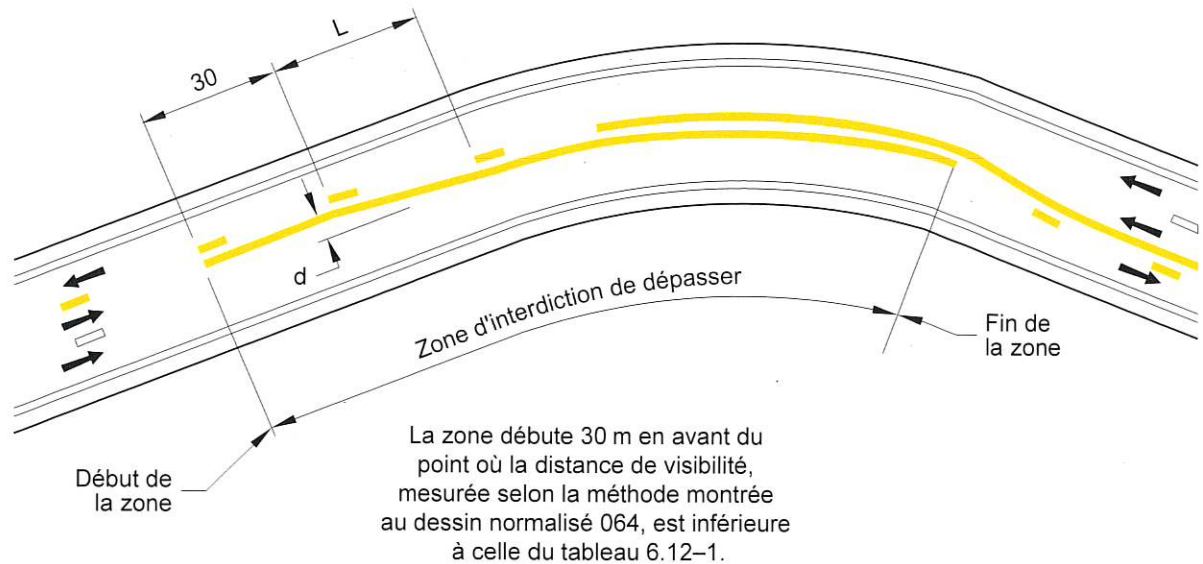 L
30
d
Zone d'interdiction de dépasser
Fin de
la zone
Début de
la zone
La zone débute 30 m en avant du
point où la distance de visibilité,
mesurée selon la méthode montrée
au dessin normalisé 064, est inférieure
à celle du tableau 6.12–1.